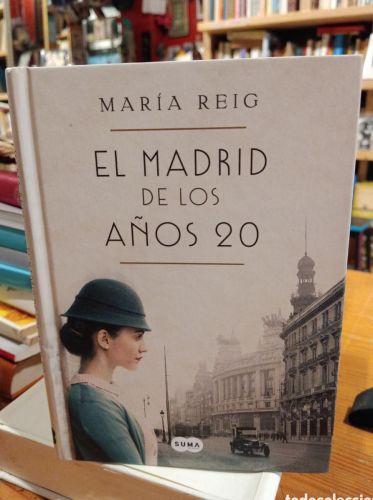 MARÍA REIG
EL MADRID
DE LOS
AÑOS 20
SUMA
todocoleccion